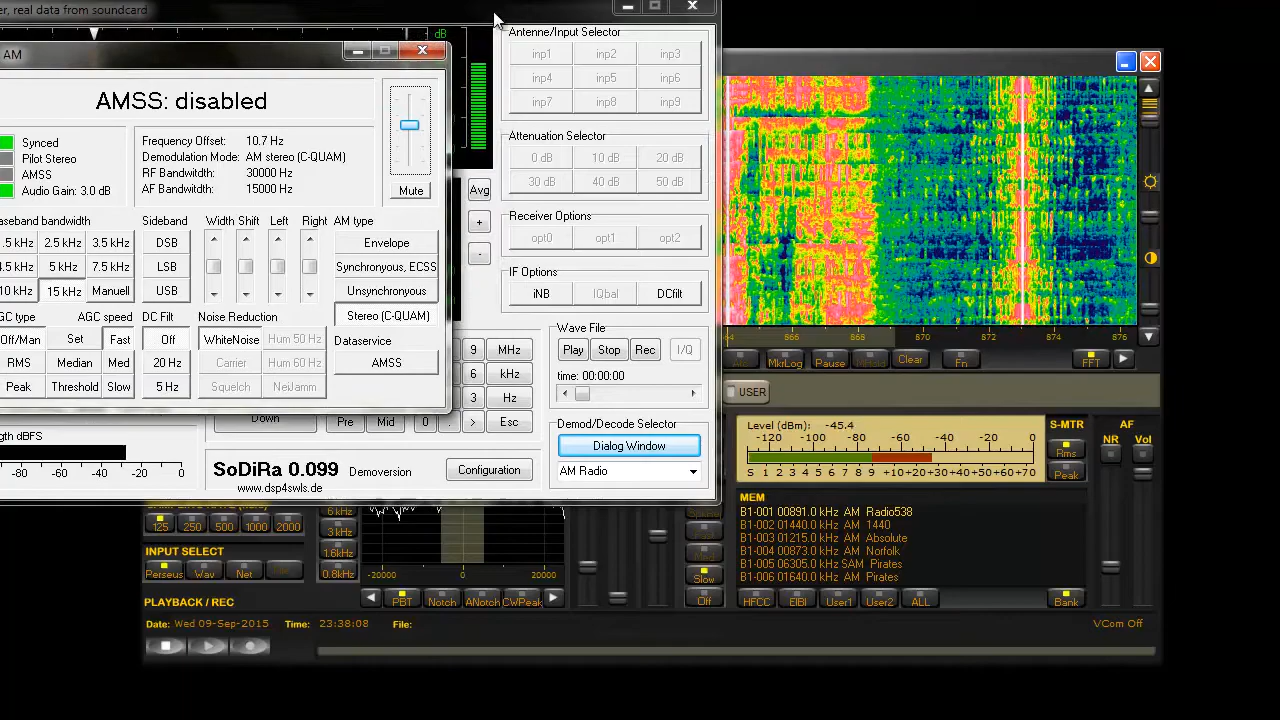 er, real data from soundcard.
dB
AM
AMSS: disabled
Synced
Pilot Stereo
AMSS
Audio Gain: 3.0 dB
Frequency Offset: 10.7 Hz
Demodulation Mode: AM stereo (C-QUAM)
RF Bandwidth: 30000 Hz
AF Bandwidth: 15000 Hz
Mute
aseband bandwidth
Sideband
Width Shift Left Right
AM type
.5 kHz 2.5 kHz 3.5 kHz
DSB
Envelope
4.5 kHz 5 kHz 7.5 kHz
LSB
Synchronous, ECSS
10 kHz 15 kHz Manuell
USB
Unsynchronous
Stereo (C-QUAM)
GC type
AGC speed
DC Filt
Noise Reduction
Dataservice
Off/Man Set Fast
Off
WhiteNoise Hum 50 Hz
RMS Median Med
20 Hz
Carrier Hum 60 Hz
AMSS
Peak Threshold Slow
5 Hz
Squelch NeiJamm
Avg
+
-
Antenne/Input Selector
inp1 inp2 inp3
inp4 inp5 inp6
inp7 inp8 inp9
Attenuation Selector
0 dB 10 dB 20 dB
30 dB 40 dB 50 dB
Receiver Options
opt0 opt1 opt2
IF Options
iNB IQbal DCfilt
Wave File
Play Stop Rec I/Q
time: 00:00:00
9 MHz
6 kHz
3 Hz
Down
Pre Mid 0 . > Esc
Demod/Decode Selector
Dialog Window
AM Radio
gth dBFS
-80 -60 -40 -20 0
SoDiRa 0.099 Demoversion
www.dsp4swls.de
Configuration
64 866 868 870 872 874 876
MrkLog Pause Clear Fn FFT
USER
Level (dBm): -45.4
-120 -100 -80 -60 -40 -20 0
S 1 2 3 4 5 6 7 8 9 +10 +20 +30 +40 +50 +60 +70
S-MTR
Rms
Peak
AF
NR Vol
MEM
B1-001 00891.0 kHz AM Radio538
B1-002 01440.0 kHz AM 1440
B1-003 01215.0 kHz AM Absolute
B1-004 00873.0 kHz AM Norfolk
B1-005 06305.0 kHz SAM Pirates
B1-006 01640.0 kHz AM Pirates
HFCC EIBI User1 User2 ALL Bank
125 250 500 1000 2000
INPUT SELECT
Perseus Wav Net
6 kHz
3 kHz
1.6kHz
0.8kHz
-20000 0 20000
PBT Notch ANotch CWPeak
Slow
Off
PLAYBACK / REC
Date: Wed 09-Sep-2015 Time: 23:38:08 File:
VCom Off